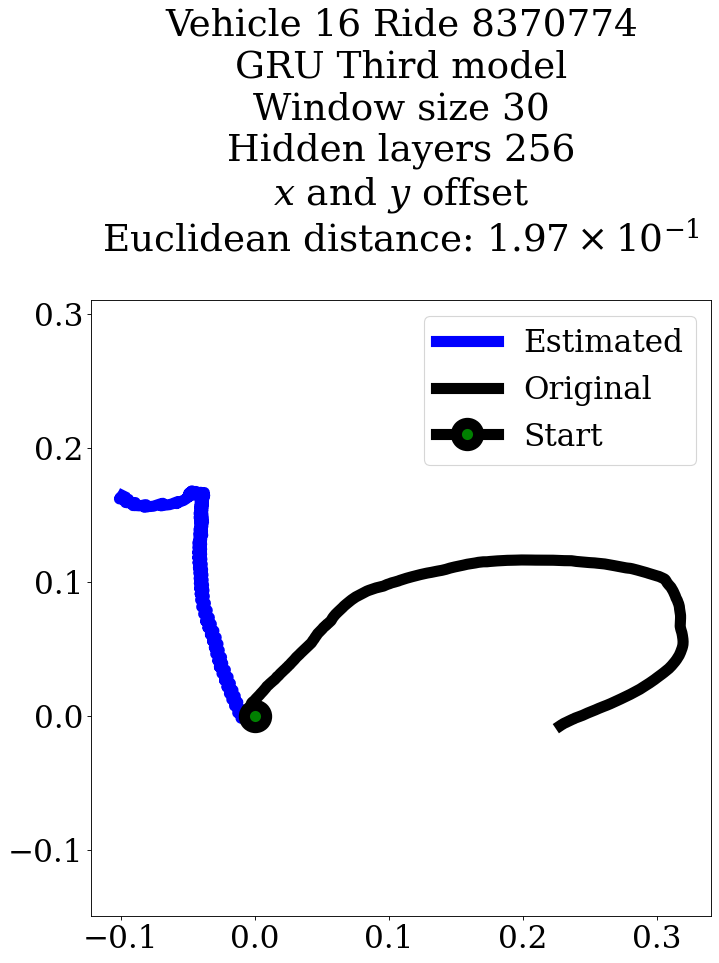 Vehicle 16 Ride 8370774
GRU Third model
Window size 30
Hidden layers 256
x and y offset
Euclidean distance: 1.97 × 10⁻¹
0.3
0.2
0.1
0.0
−0.1
Estimated
Original
Start
−0.1 0.0 0.1 0.2 0.3